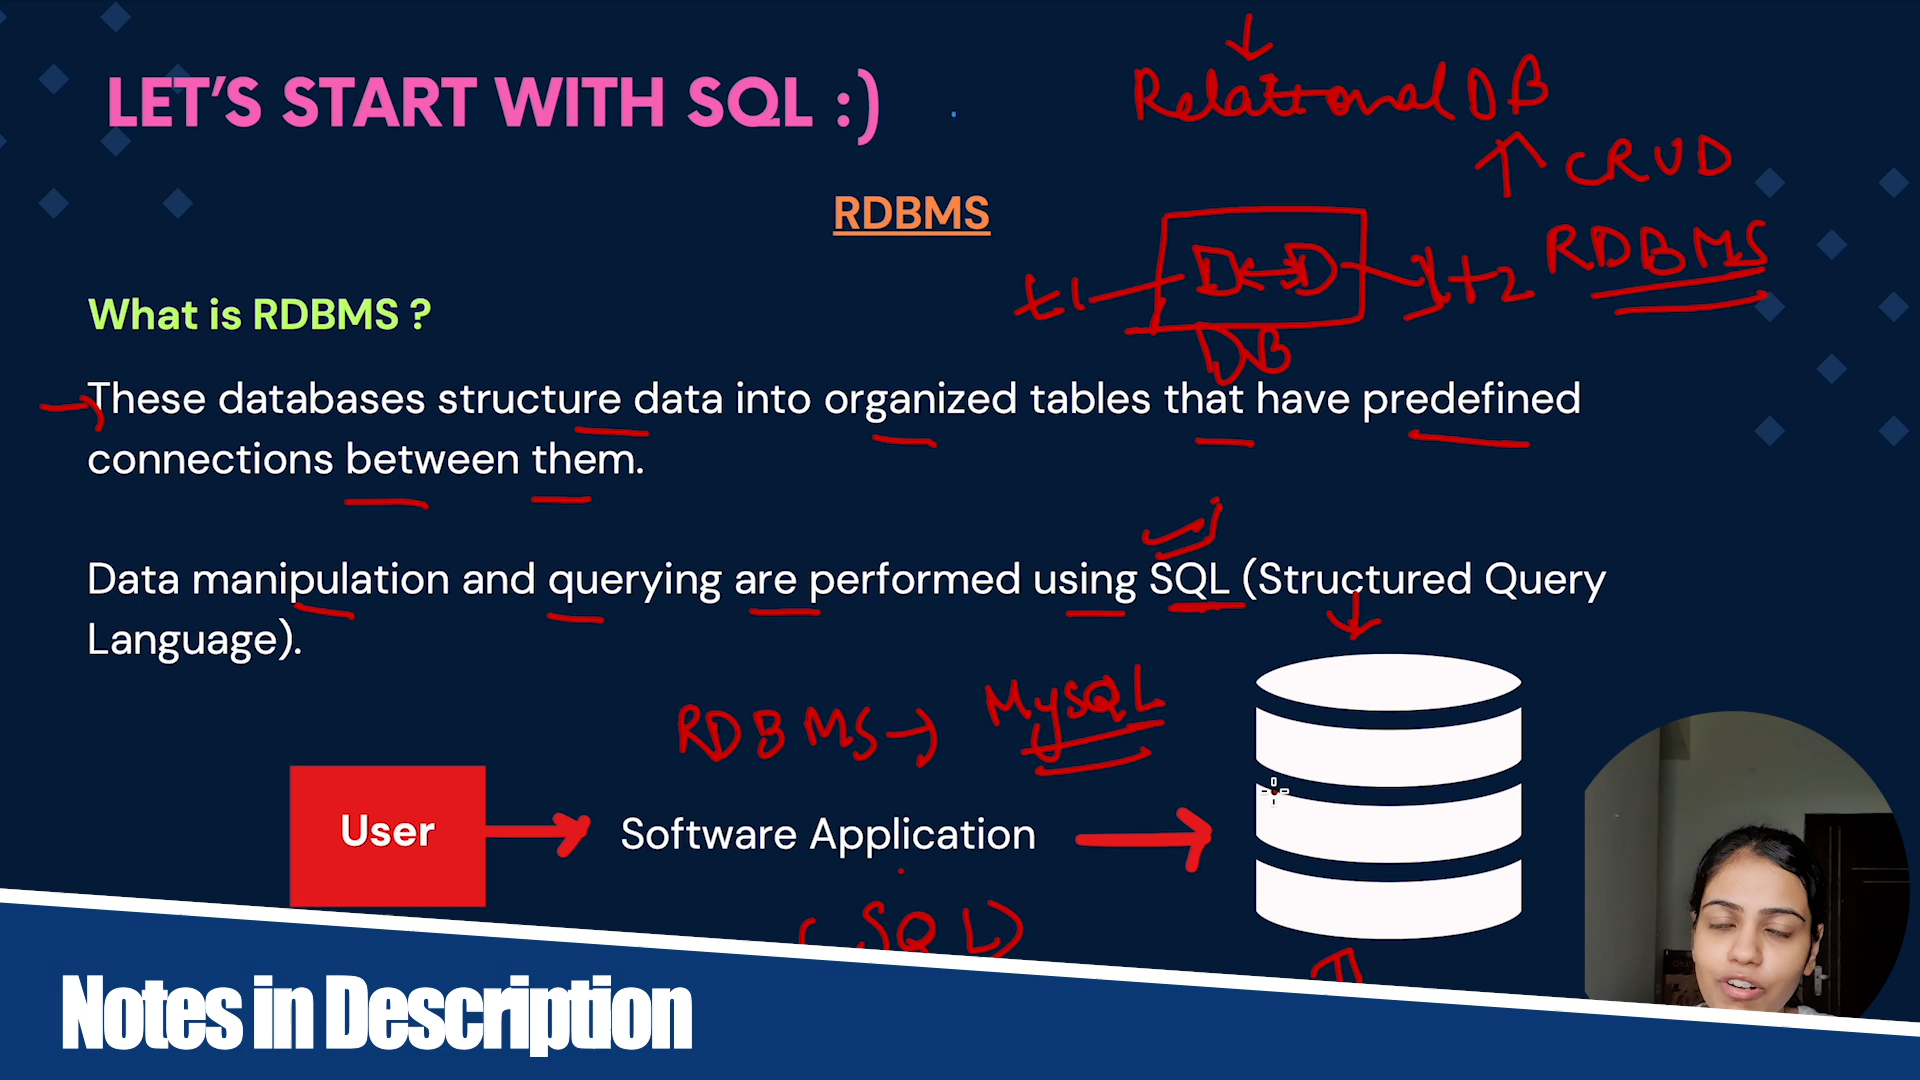 LET'S START WITH SQL :)
Relational DB
CRUD
RDBMS
RDBMS
D D
t1
t2
DB
What is RDBMS ?
These databases structure data into organized tables that have predefined
connections between them.
Data manipulation and querying are performed using SQL (Structured Query
Language).
RDBMS → MySQL
User
Software Application
(SQL)
Notes in Description